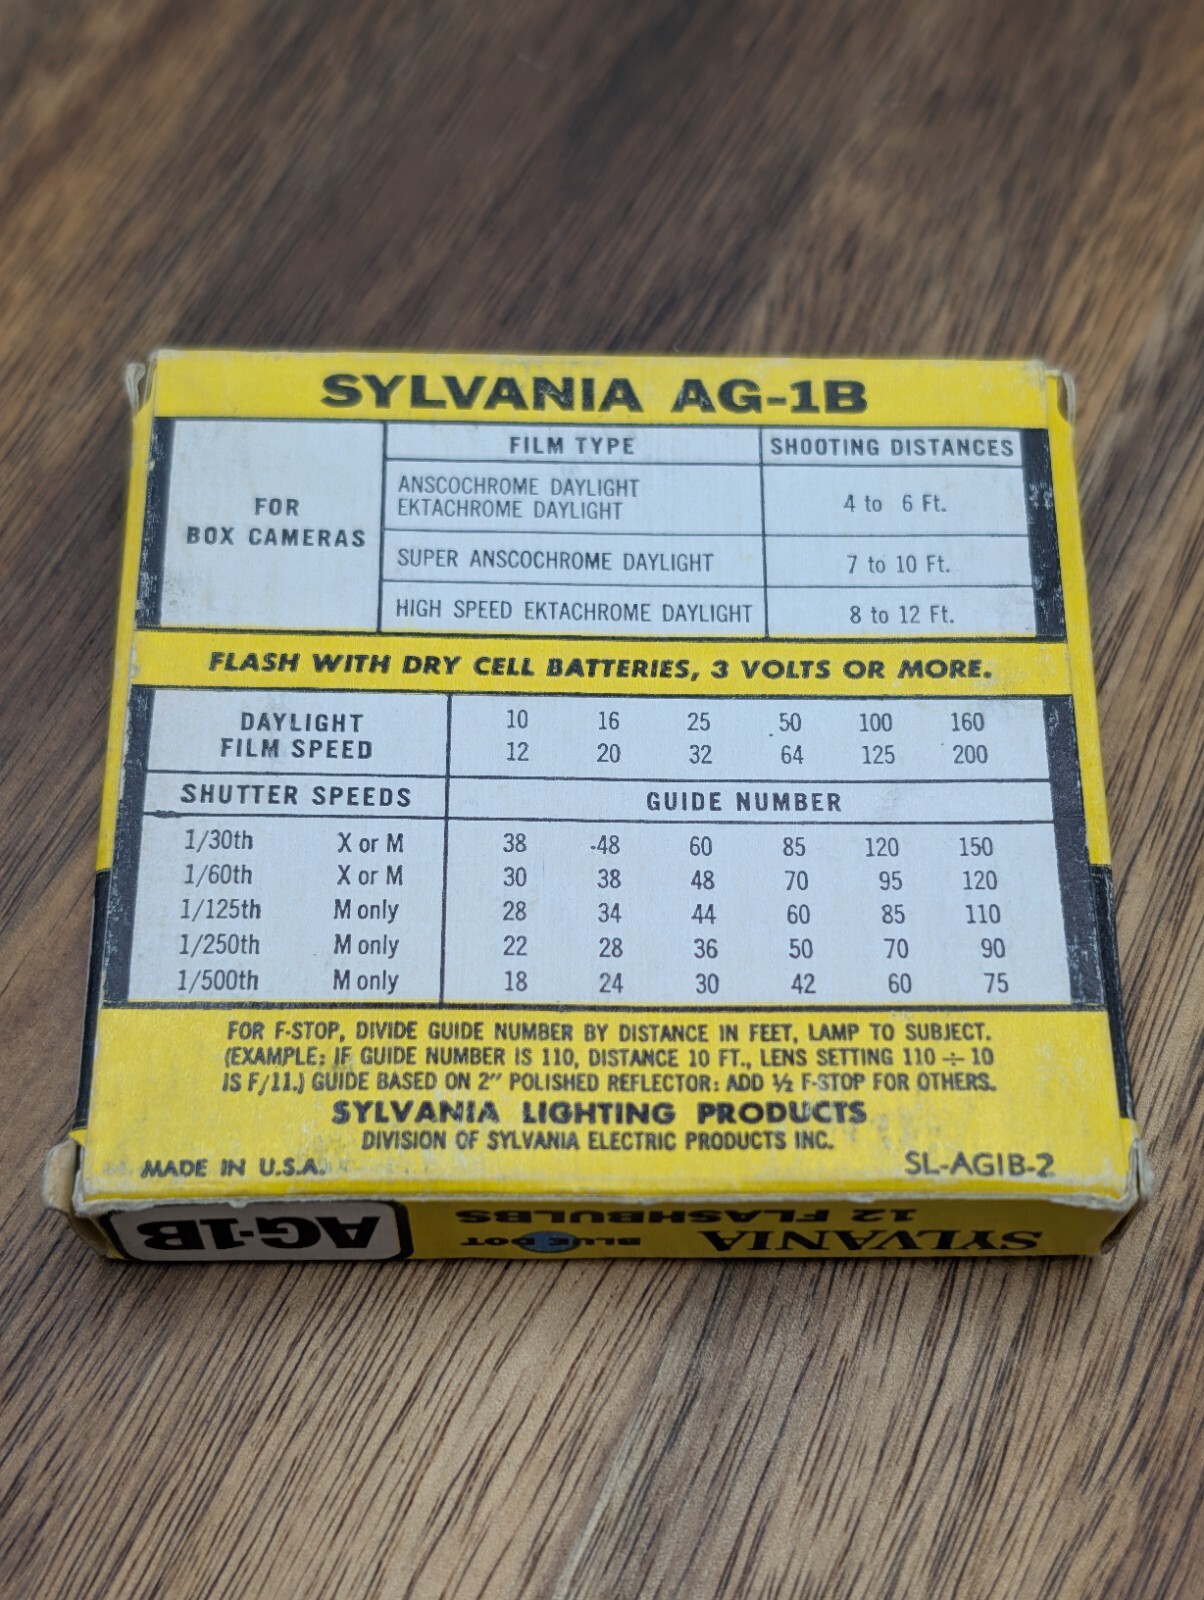 SYLVANIA AG-1B
FOR
BOX CAMERAS
FILM TYPE SHOOTING DISTANCES
ANSCOCHROME DAYLIGHT
EKTACHROME DAYLIGHT
4 to 6 Ft.
SUPER ANSCOCHROME DAYLIGHT 7 to 10 Ft.
HIGH SPEED EKTACHROME DAYLIGHT 8 to 12 Ft.
FLASH WITH DRY CELL BATTERIES, 3 VOLTS OR MORE.
DAYLIGHT
FILM SPEED
10 16 25 50 100 160
12 20 32 64 125 200
SHUTTER SPEEDS GUIDE NUMBER
1/30th X or M 38 48 60 85 120 150
1/60th X or M 30 38 48 70 95 120
1/125th M only 28 34 44 60 85 110
1/250th M only 22 28 36 50 70 90
1/500th M only 18 24 30 42 60 75
FOR F-STOP, DIVIDE GUIDE NUMBER BY DISTANCE IN FEET, LAMP TO SUBJECT.
(EXAMPLE: IF GUIDE NUMBER IS 110, DISTANCE 10 FT., LENS SETTING 110 ÷ 10
IS F/11.) GUIDE BASED ON 2" POLISHED REFLECTOR: ADD ½ F-STOP FOR OTHERS.
SYLVANIA LIGHTING PRODUCTS
DIVISION OF SYLVANIA ELECTRIC PRODUCTS INC.
MADE IN U.S.A. SL-AG1B-2
SYLVANIA BLUE DOT AG-1B
12 FLASHBULBS